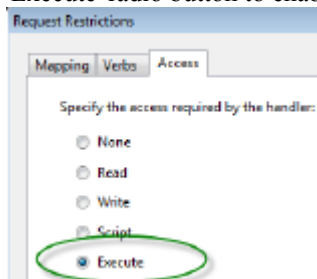 Execute radio button to enab
Request Restrictions
Mapping Verbs Access
Specify the access required by the handler:
None
Read
Write
Script
Execute